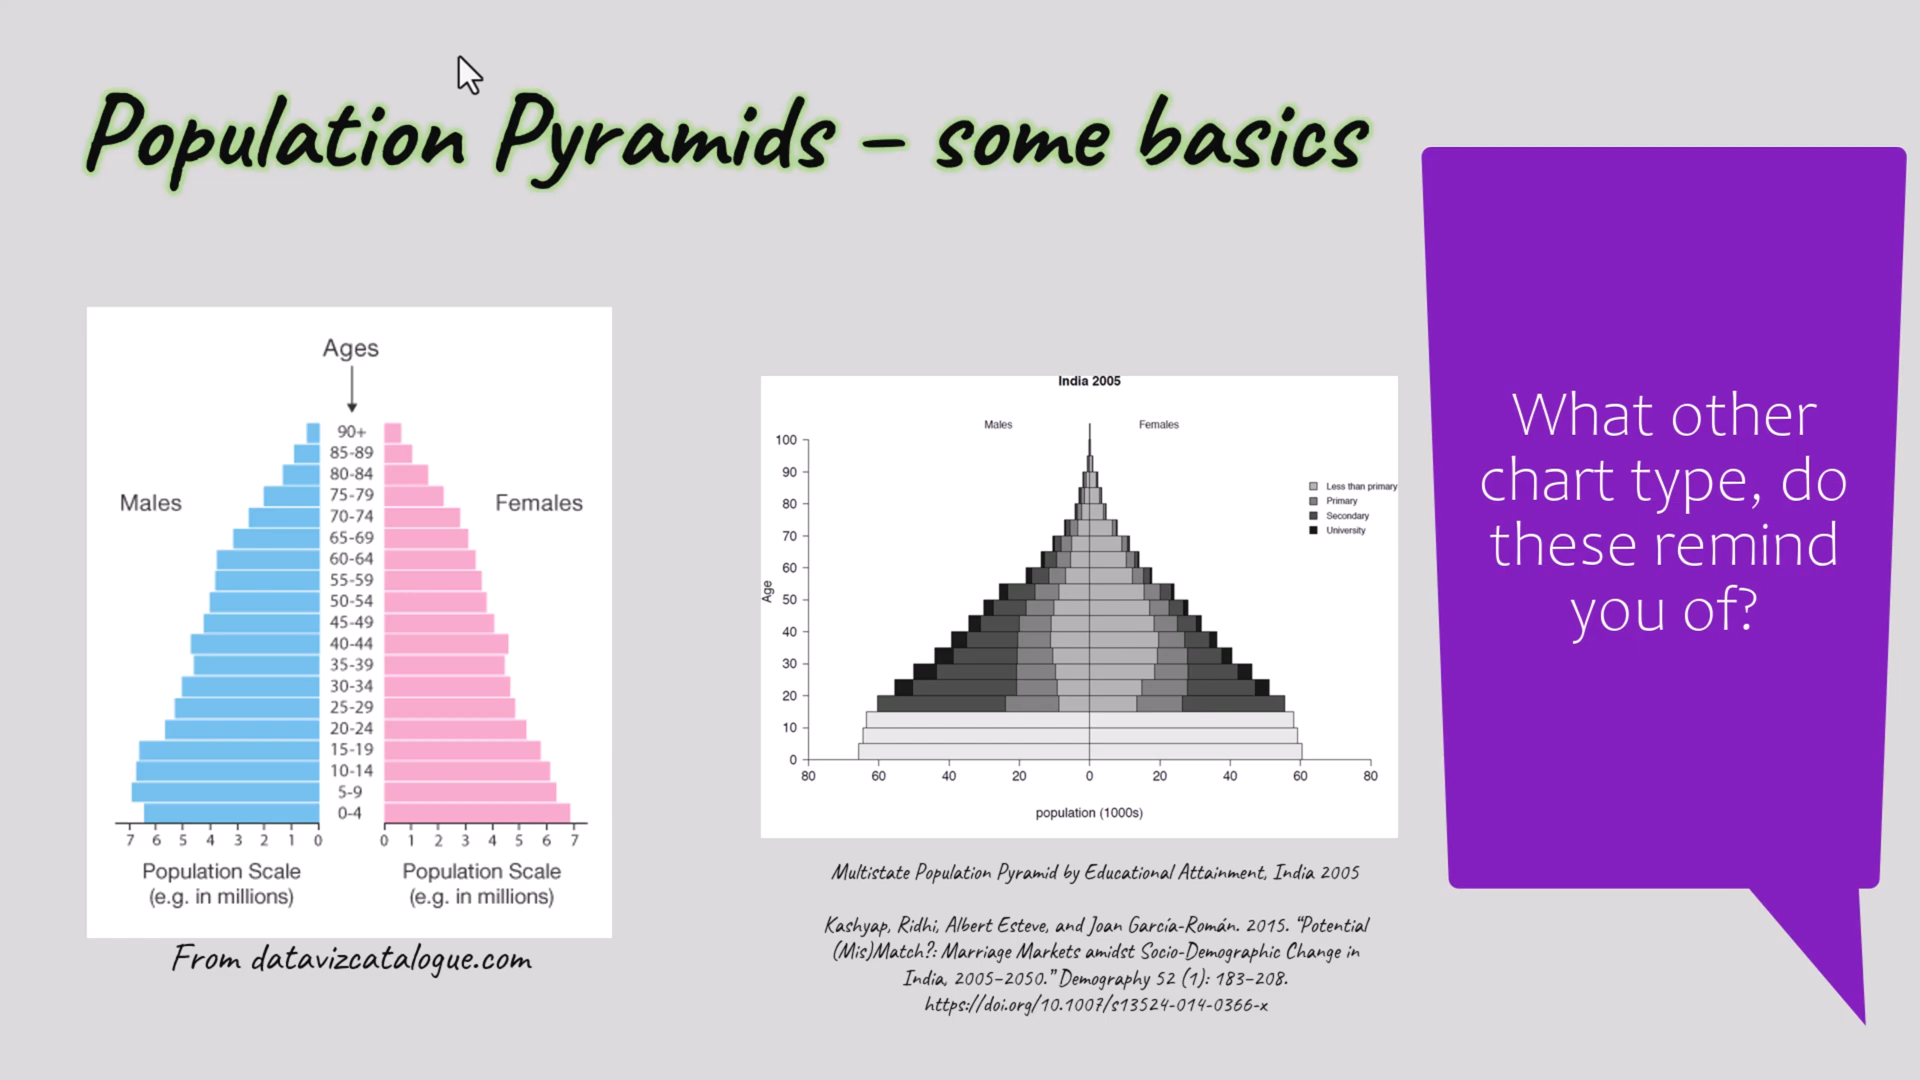 Population Pyramids – some basics
Ages
Males
Females
90+
85-89
80-84
75-79
70-74
65-69
60-64
55-59
50-54
45-49
40-44
35-39
30-34
25-29
20-24
15-19
10-14
5-9
0-4
7 6 5 4 3 2 1 0
0 1 2 3 4 5 6 7
Population Scale
(e.g. in millions)
Population Scale
(e.g. in millions)
From datavizcatalogue.com
India 2005
Males
Females
100
90
80
70
60
50
40
30
20
10
0
Age
Less than primary
Primary
Secondary
University
80 60 40 20 0 20 40 60 80
population (1000s)
Multistate Population Pyramid by Educational Attainment, India 2005
Kashyap, Ridhi, Albert Esteve, and Joan García-Román. 2015. “Potential
(Mis)Match?: Marriage Markets amidst Socio-Demographic Change in
India, 2005–2050.” Demography 52 (1): 183–208.
https://doi.org/10.1007/s13524-014-0366-x
What other
chart type, do
these remind
you of?